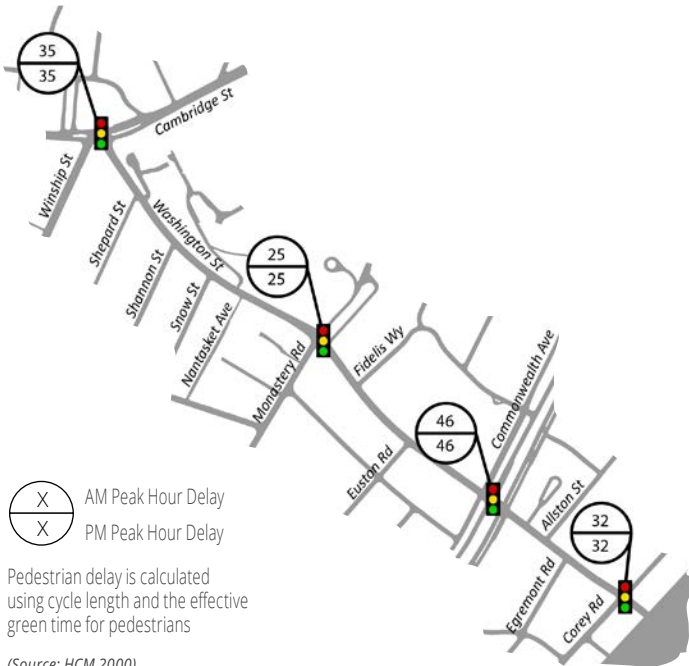 35
35
Cambridge St
Winship St
Shepard St
Washington St
Shannon St
Snow St
25
25
Nantasket Ave
Monastery Rd
Fidelis Wy
Commonwealth Ave
46
46
Euston Rd
Allston St
32
32
Egremont Rd
Corey Rd
X
X
AM Peak Hour Delay
PM Peak Hour Delay
Pedestrian delay is calculated
using cycle length and the effective
green time for pedestrians
(Source: HCM 2000)